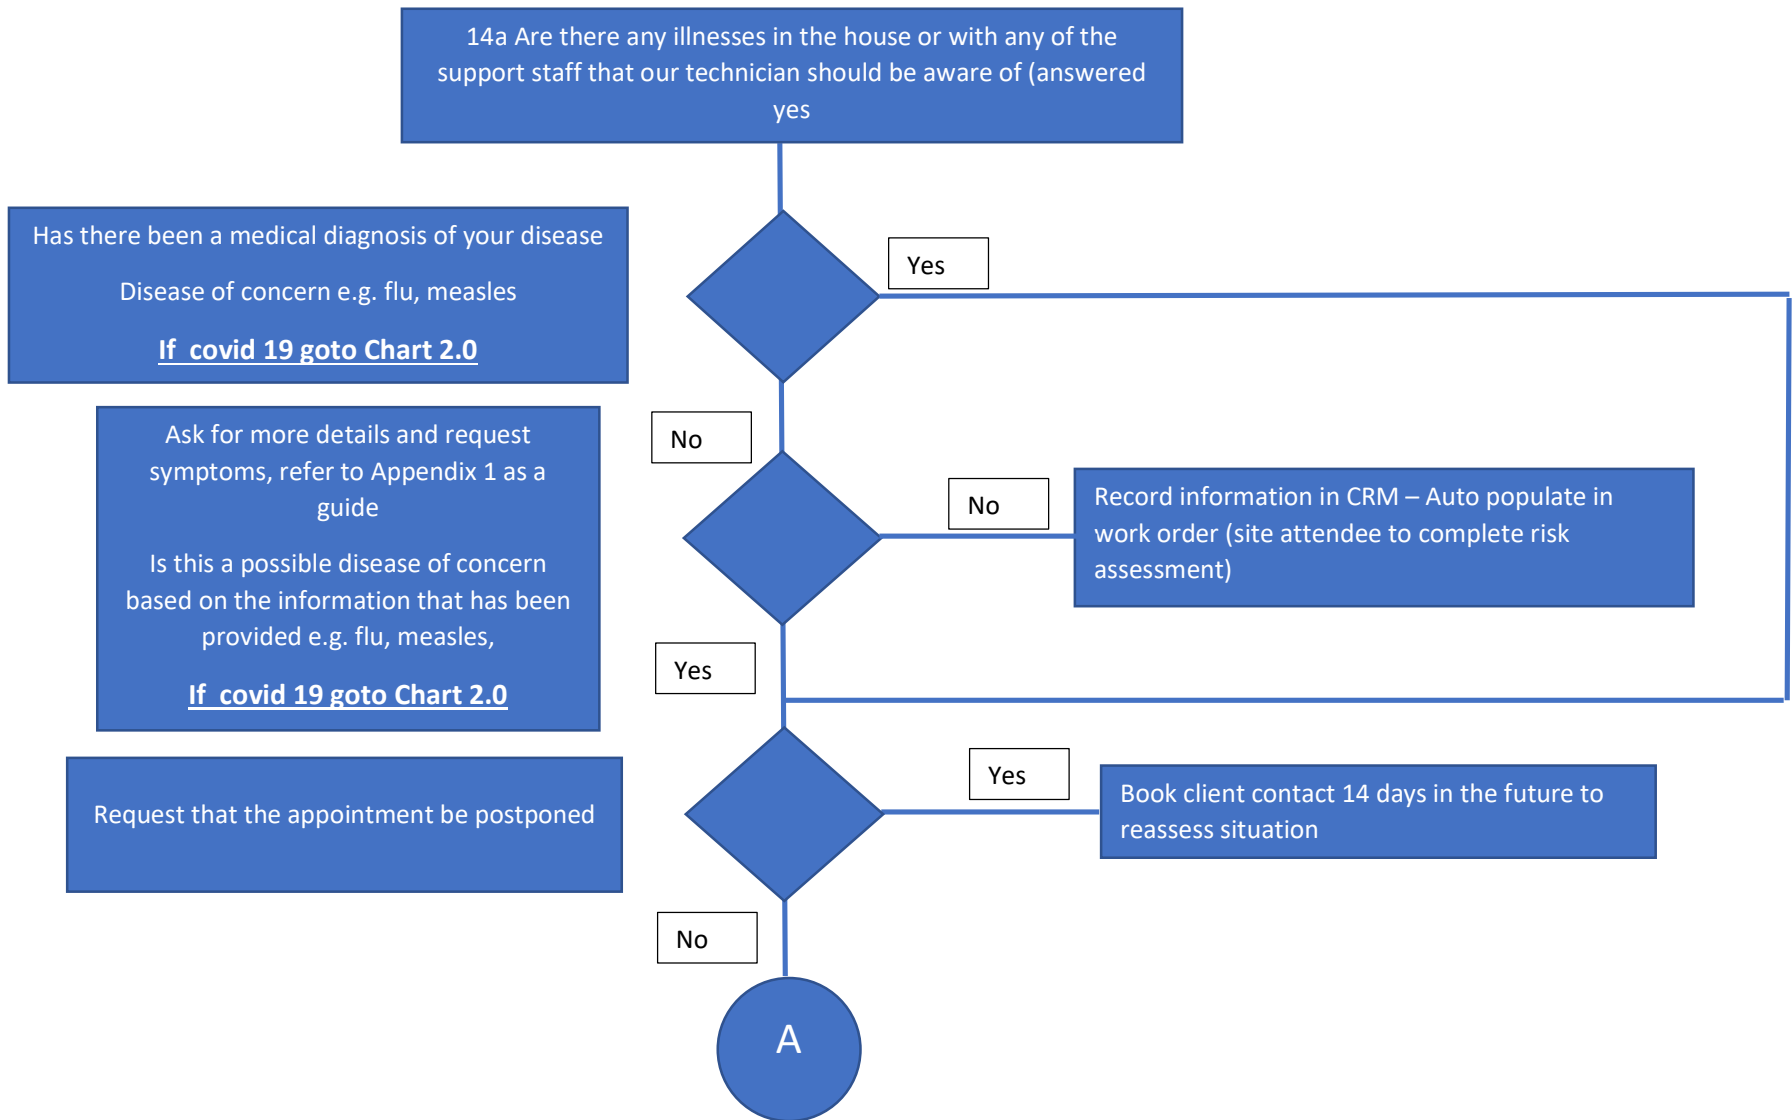 14a Are there any illnesses in the house or with any of the
support staff that our technician should be aware of (answered
yes
Has there been a medical diagnosis of your disease
Disease of concern e.g. flu, measles
If  covid 19 goto Chart 2.0
Yes
No
Ask for more details and request
symptoms, refer to Appendix 1 as a
guide
Is this a possible disease of concern
based on the information that has been
provided e.g. flu, measles,
If  covid 19 goto Chart 2.0
No
Record information in CRM – Auto populate in
work order (site attendee to complete risk
assessment)
Yes
Request that the appointment be postponed
Yes
Book client contact 14 days in the future to
reassess situation
No
A